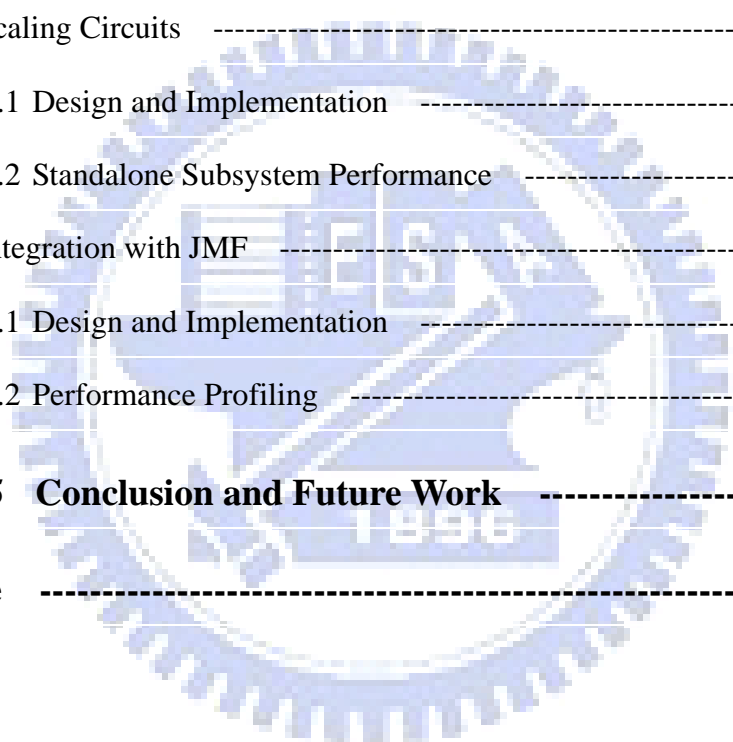 caling Circuits ----------------------------------------
.1 Design and Implementation ------------------------
.2 Standalone Subsystem Performance ----------------
ntegration with JMF -----------------------------------
.1 Design and Implementation ------------------------
.2 Performance Profiling ------------------------------
5 Conclusion and Future Work ----------------
1896
e --------------------------------------------------